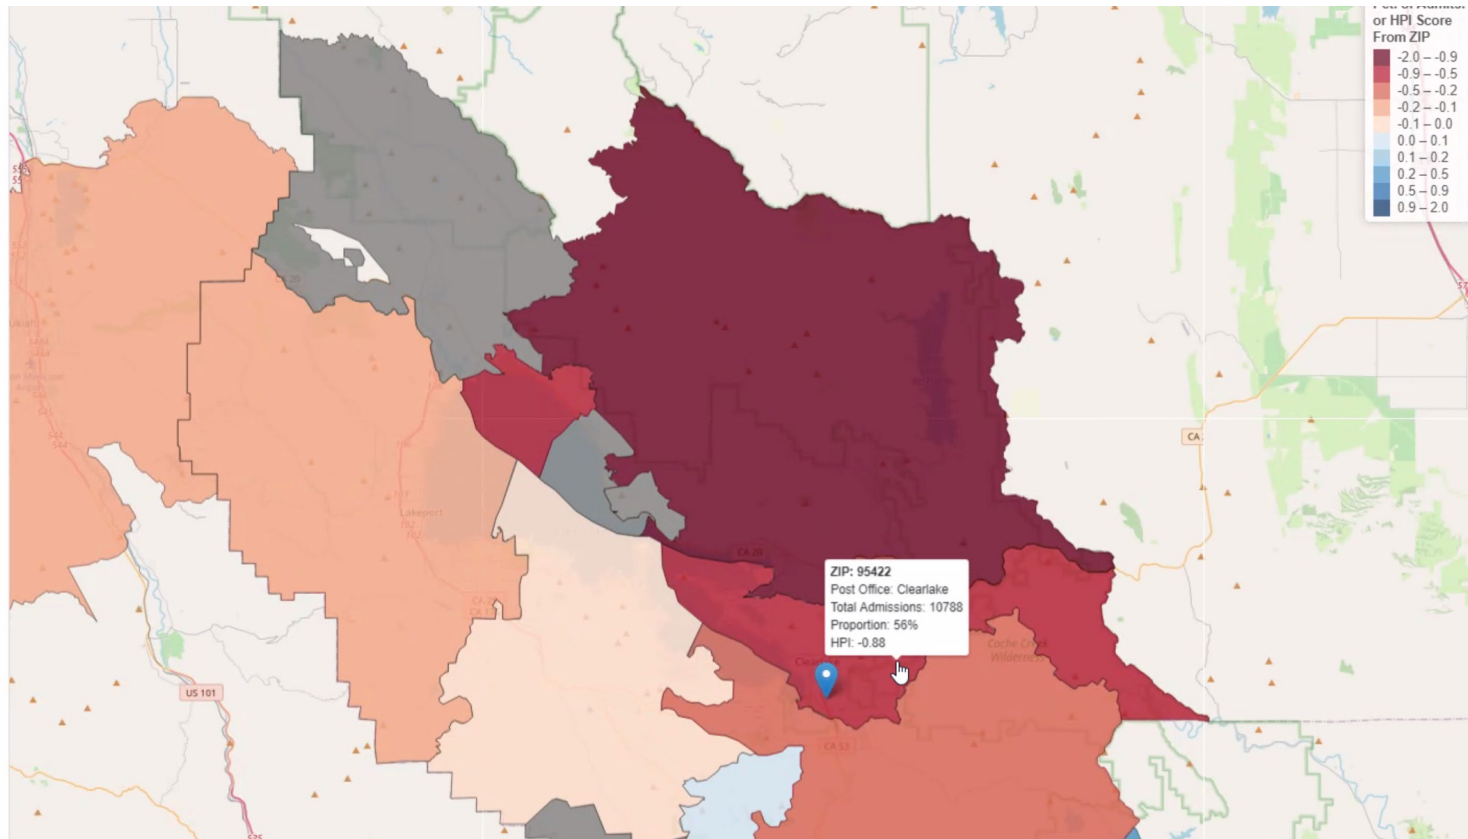 or HPI Score
From ZIP
-2.0 – -0.9
-0.9 – -0.5
-0.5 – -0.2
-0.2 – -0.1
-0.1 – 0.0
0.0 – 0.1
0.1 – 0.2
0.2 – 0.5
0.5 – 0.9
0.9 – 2.0
CA 20
CA
Lakeport
CA 20
ZIP: 95422
Post Office: Clearlake
Total Admissions: 10788
Proportion: 56%
HPI: -0.88
Cache Creek
Wilderness
US 101
CA 53